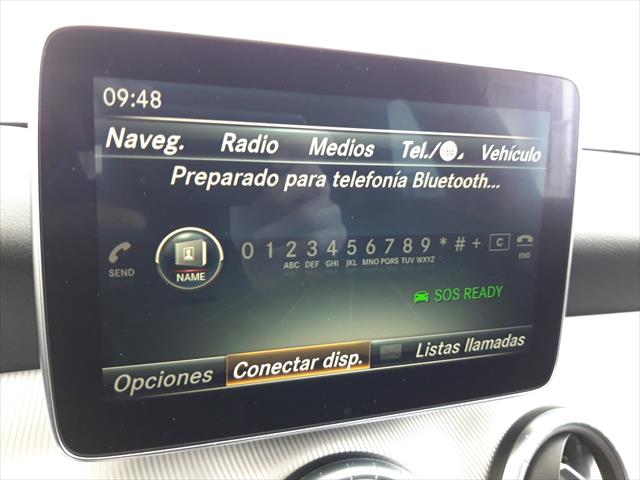 09:48
Naveg. Radio Medios Tel./ Vehículo
Preparado para telefonía Bluetooth...
SEND NAME 0 1 2 3 4 5 6 7 8 9 * # + C END
ABC DEF GHI JKL MNO PQRS TUV WXYZ
SOS READY
Opciones Conectar disp. Listas llamadas